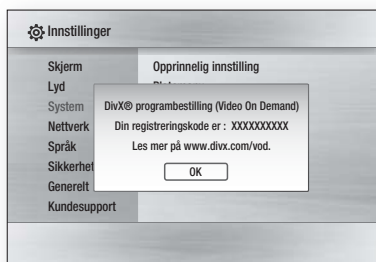 Innstillinger
Skjerm
Opprinnelig innstilling
Lyd
System
DivX® programbestilling (Video On Demand)
Nettverk
Din registreringskode er : XXXXXXXXXX
Språk
Les mer på www.divx.com/vod.
Sikkerhet
OK
Generelt
Kundesupport